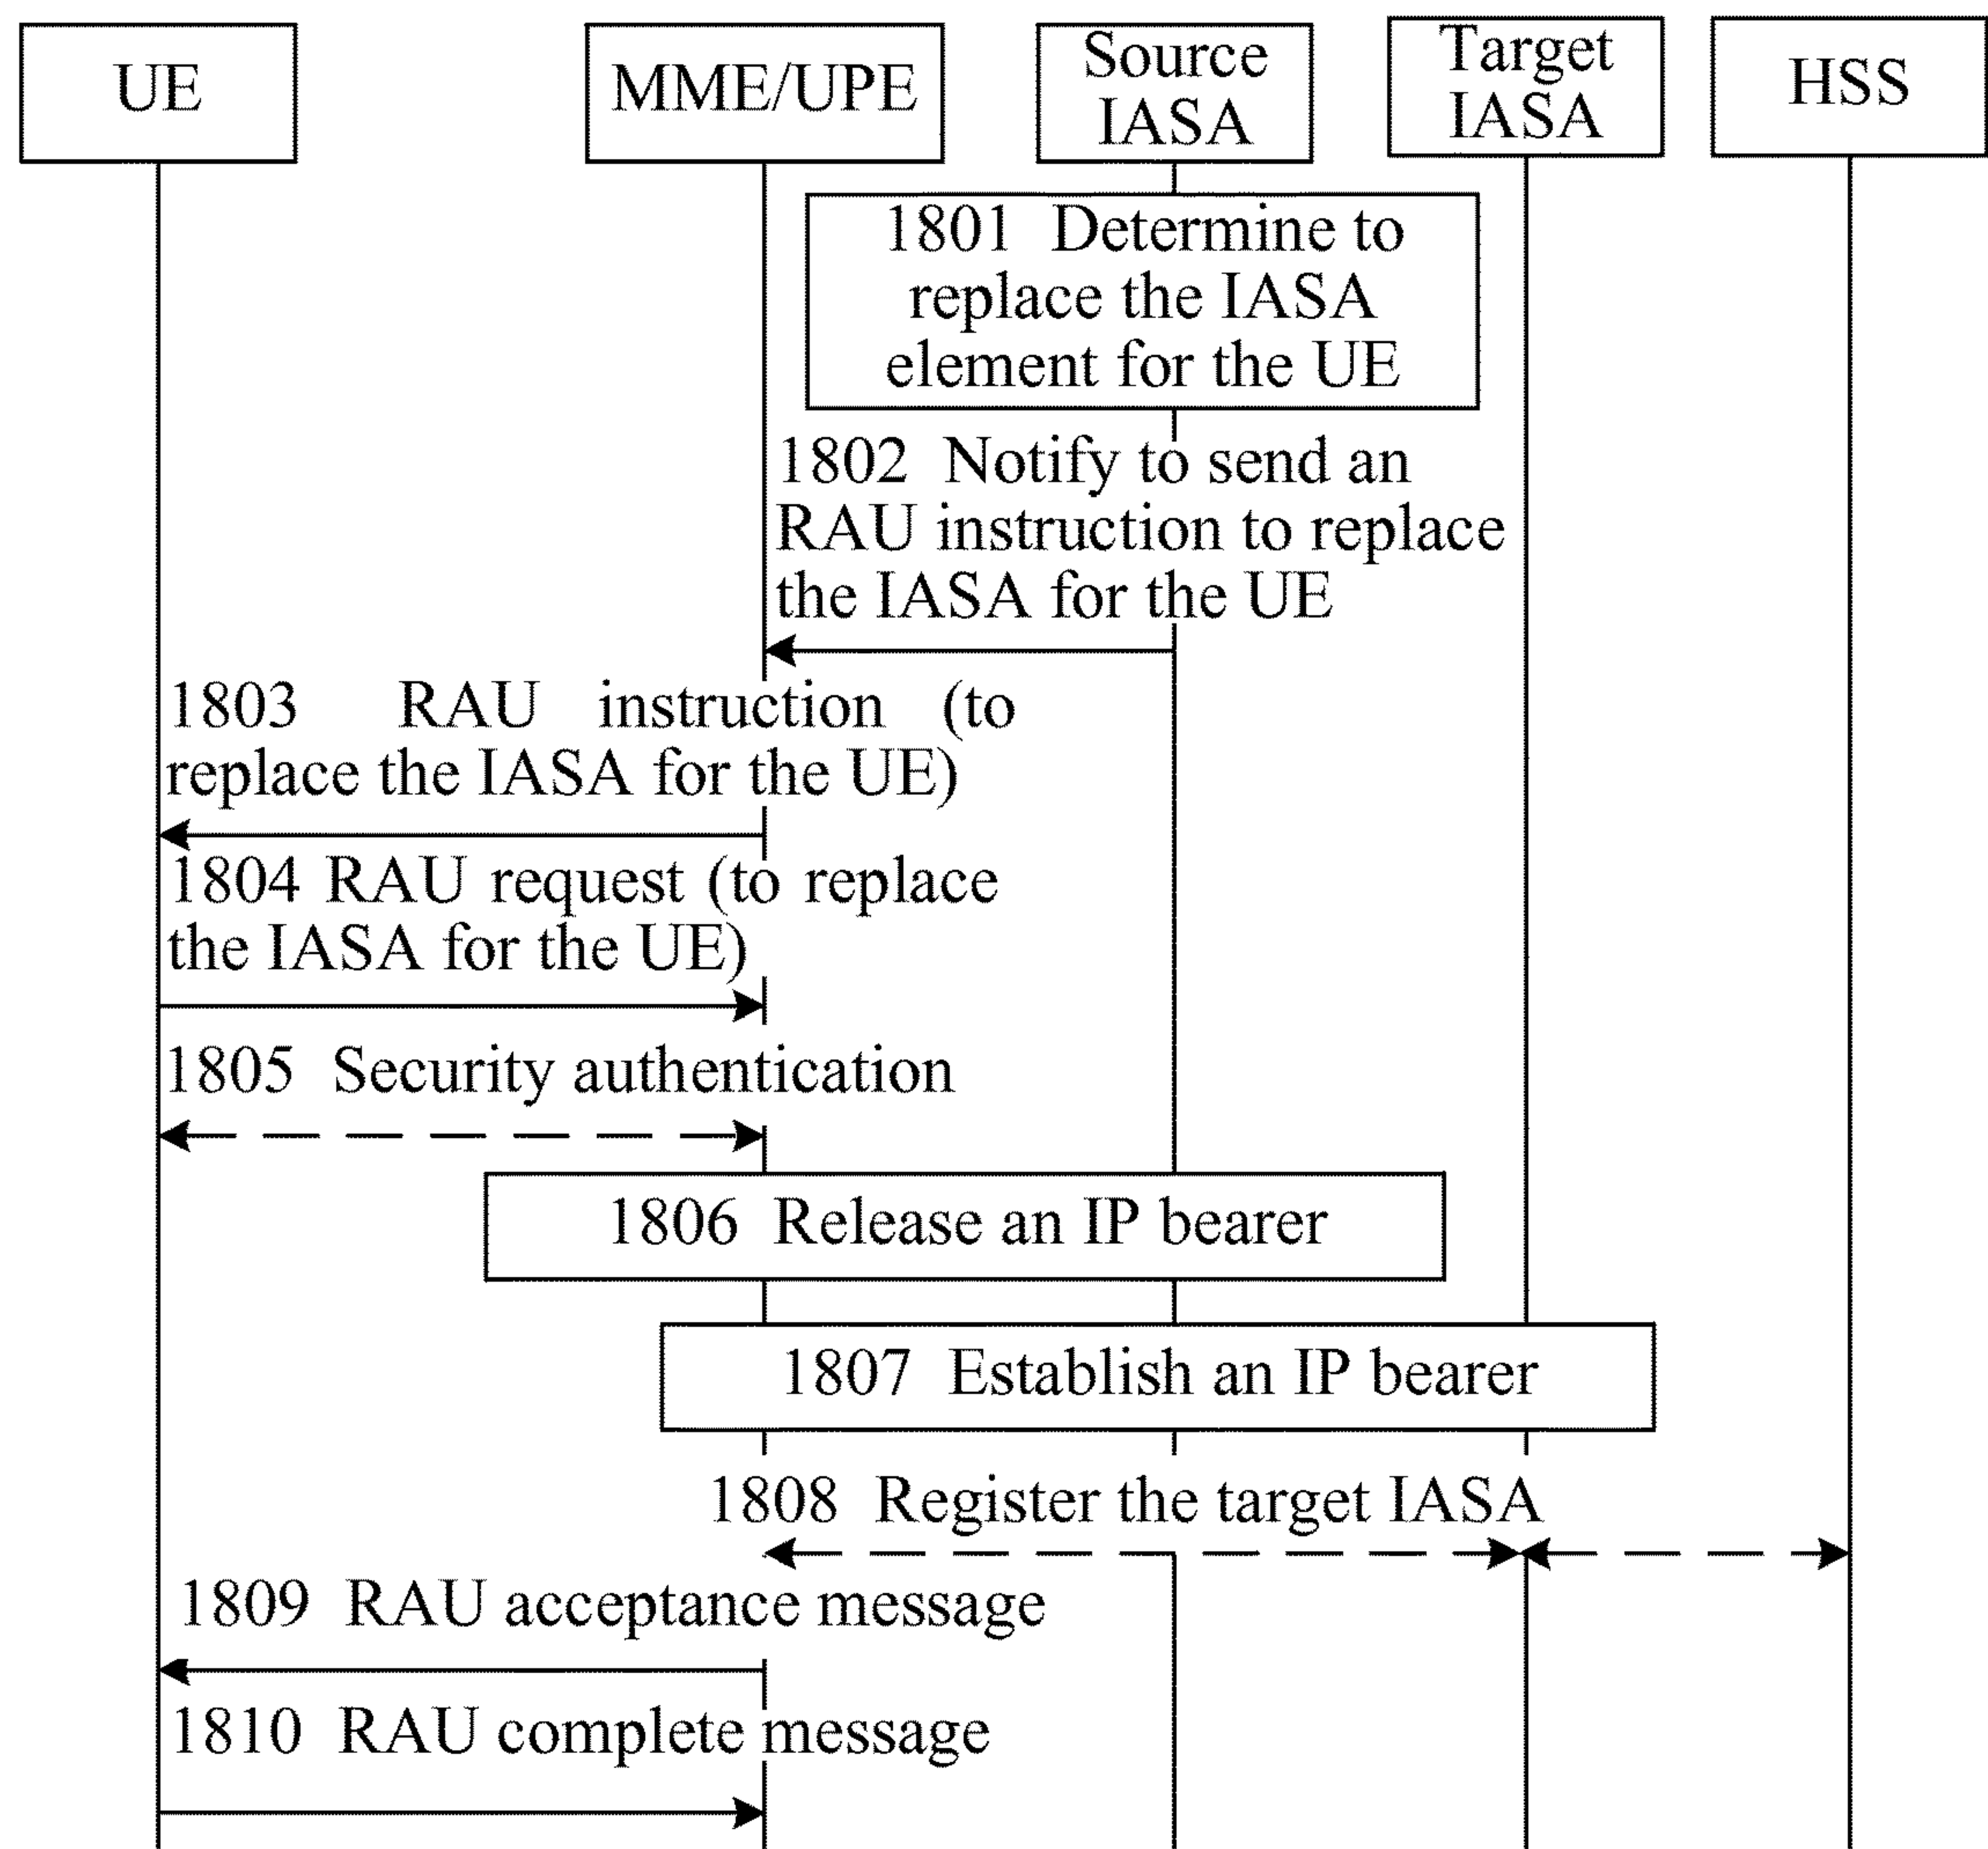 UE
MME/UPE
Source
IASA
Target
IASA
HSS
1801 Determine to
replace the IASA
element for the UE
1802 Notify to send an
RAU instruction to replace
the IASA for the UE
1803 RAU instruction (to
replace the IASA for the UE)
1804 RAU request (to replace
the IASA for the UE)
1805 Security authentication
1806 Release an IP bearer
1807 Establish an IP bearer
1808 Register the target IASA
1809 RAU acceptance message
1810 RAU complete message